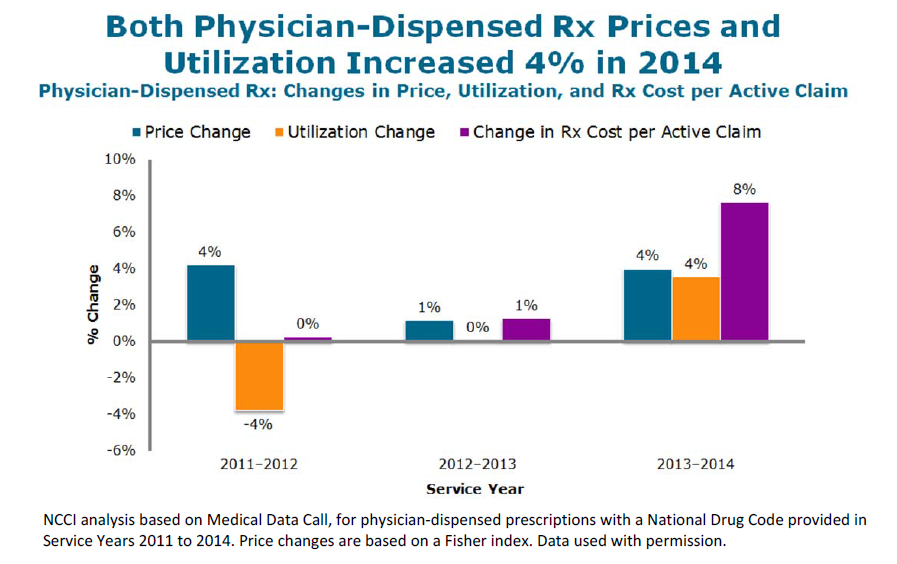 Both Physician-Dispensed Rx Prices and
Utilization Increased 4% in 2014
Physician-Dispensed Rx: Changes in Price, Utilization, and Rx Cost per Active Claim
Price Change Utilization Change Change in Rx Cost per Active Claim
10%
8%
6%
4%
2%
0%
-2%
-4%
-6%
% Change
4%
-4%
0%
1%
0%
1%
4%
4%
8%
2011–2012 2012–2013 2013–2014
Service Year
NCCI analysis based on Medical Data Call, for physician-dispensed prescriptions with a National Drug Code provided in
Service Years 2011 to 2014. Price changes are based on a Fisher index. Data used with permission.